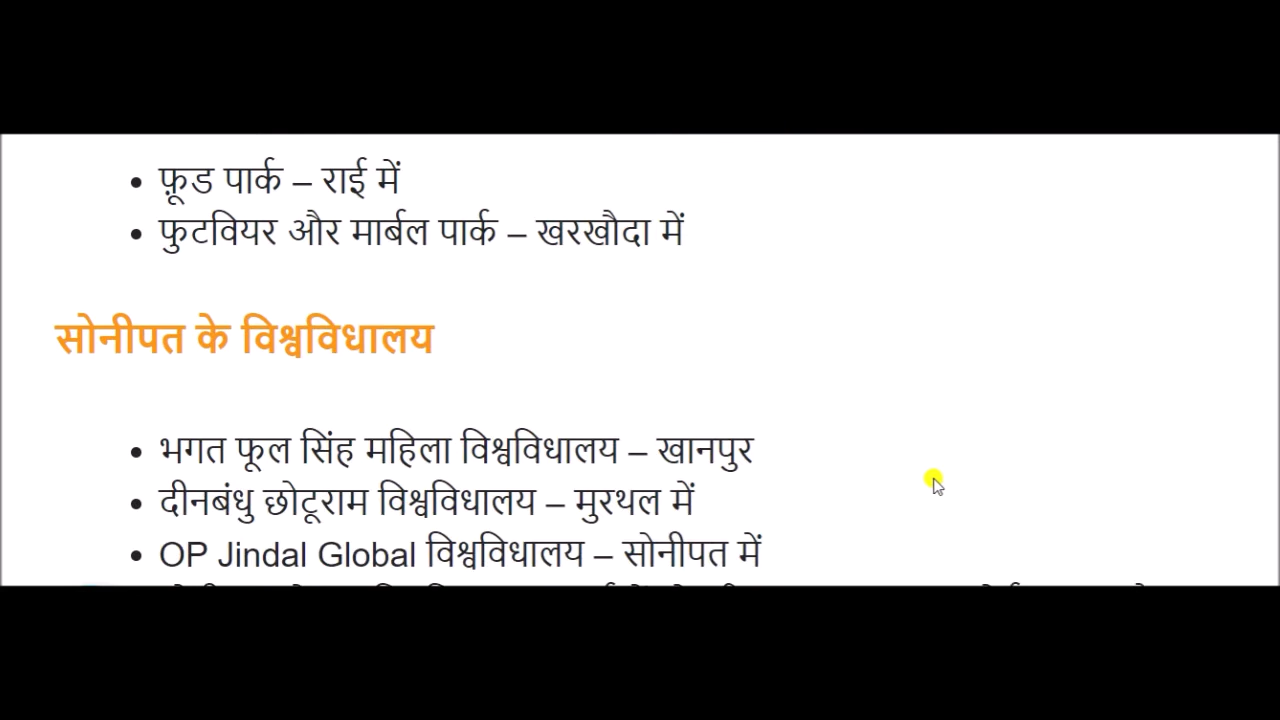 • फ़ूड पार्क – राई में
• फुटवियर और मार्बल पार्क – खरखौदा में
सोनीपत के विश्वविधालय
• भगत फूल सिंह महिला विश्वविधालय – खानपुर
• दीनबंधु छोटूराम विश्वविधालय – मुरथल में
• OP Jindal Global विश्वविधालय – सोनीपत में